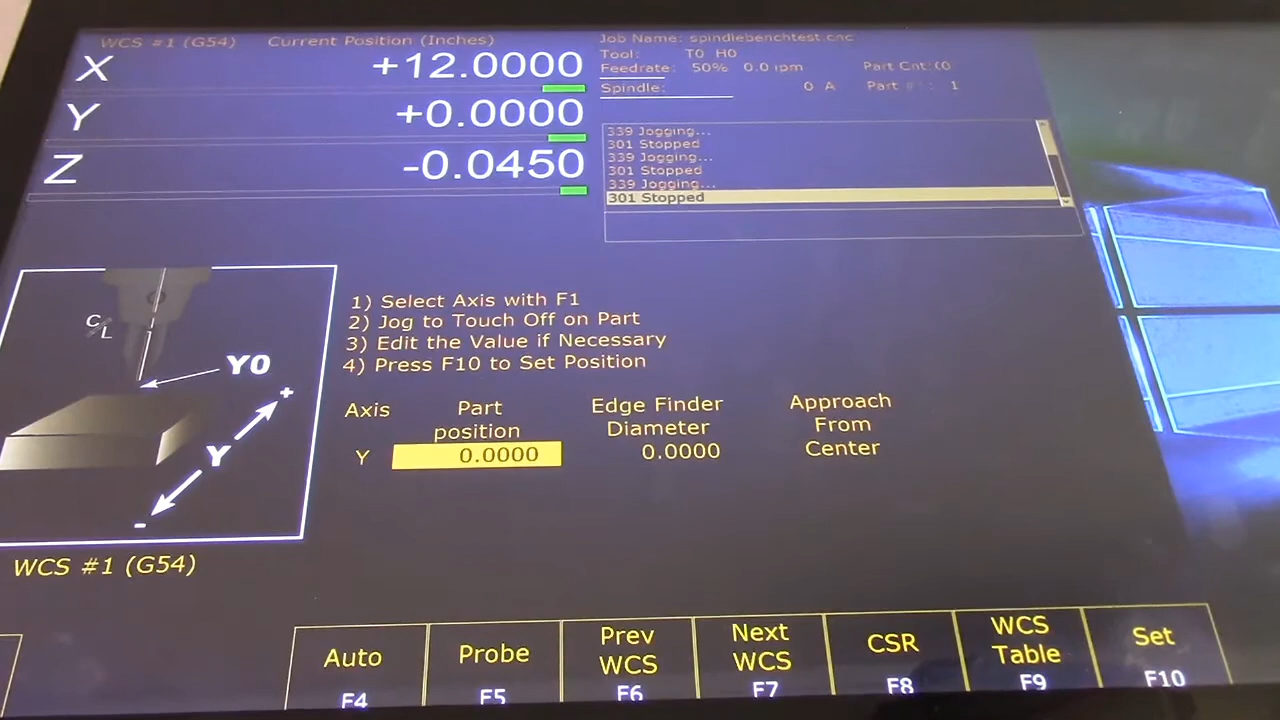 WCS #1 (G54) Current Position (Inches)
X +12.0000
Y +0.0000
Z -0.0450
Job Name: spindlebenchtest.cnc
Tool: T0 H0
Feedrate: 50% 0.0 ipm Part Cnt:
Spindle: 0 A Part 1
339 Jogging...
301 Stopped
339 Jogging...
301 Stopped
339 Jogging...
301 Stopped
CL
Y0
+
Y
-
WCS #1 (G54)
1) Select Axis with F1
2) Jog to Touch Off on Part
3) Edit the Value if Necessary
4) Press F10 to Set Position
Axis Part position Edge Finder Diameter Approach From
Y 0.0000 0.0000 Center
Auto F4
Probe F5
Prev WCS F6
Next WCS F7
CSR F8
WCS Table F9
Set F10